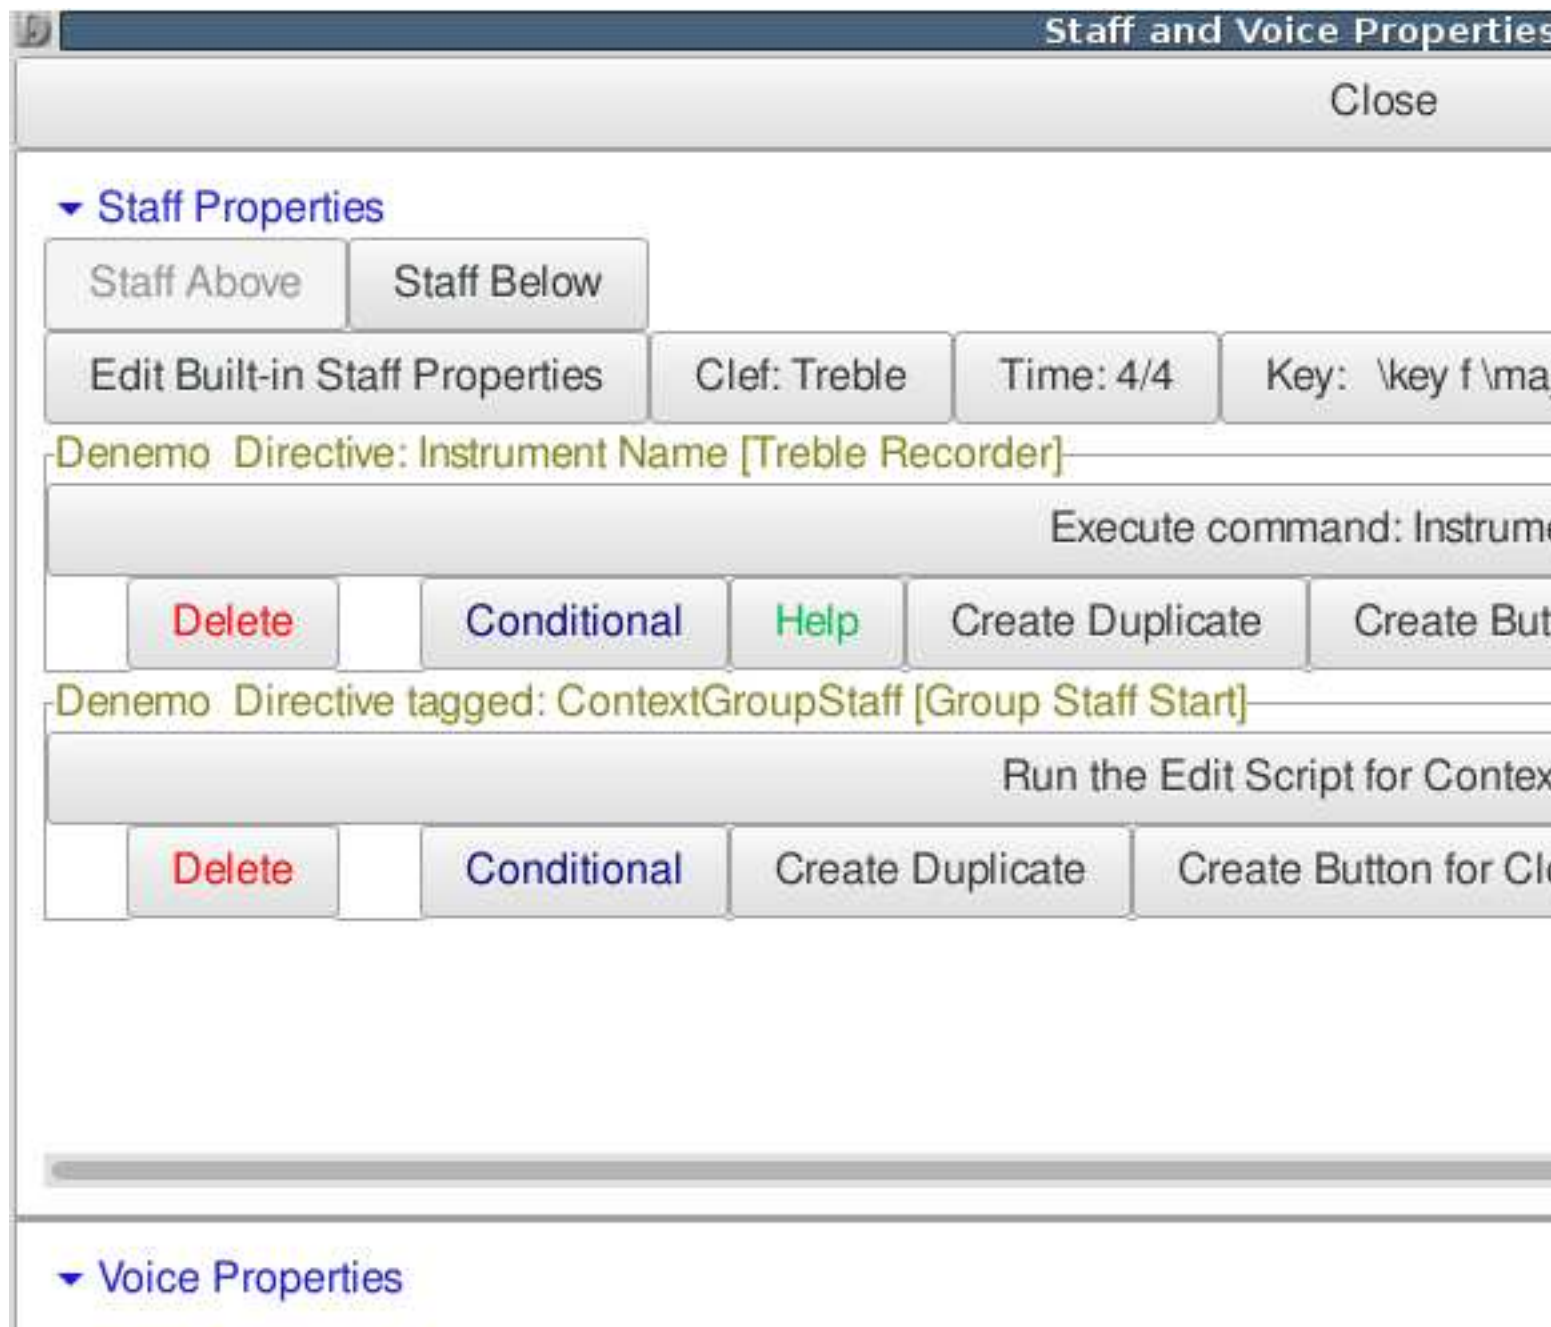 Staff and Voice Properties
Close
Staff Properties
Staff Above Staff Below
Edit Built-in Staff Properties Clef: Treble Time: 4/4 Key: \key f \maj
Denemo Directive: Instrument Name [Treble Recorder]
Execute command: Instrume
Delete Conditional Help Create Duplicate Create But
Denemo Directive tagged: ContextGroupStaff [Group Staff Start]
Run the Edit Script for Contex
Delete Conditional Create Duplicate Create Button for Clo
Voice Properties